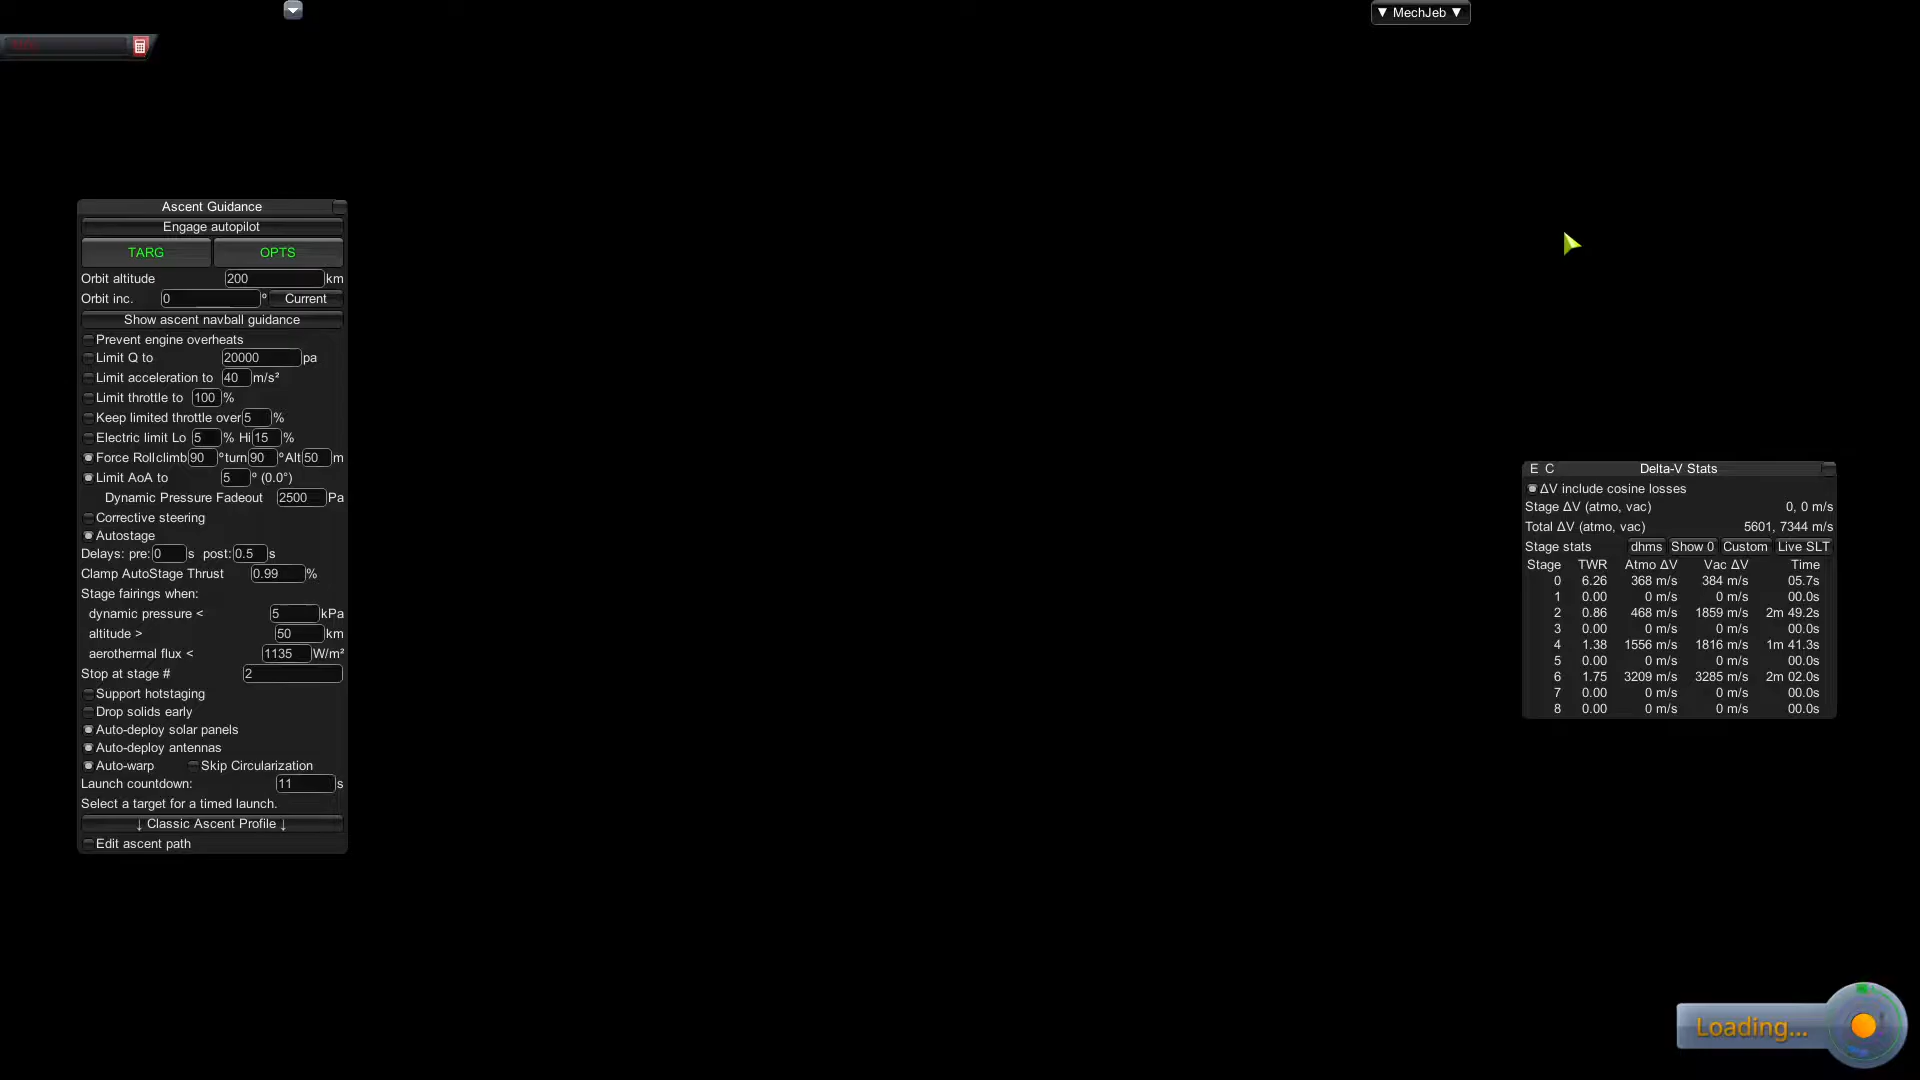 ▼ MechJeb ▼
Ascent Guidance
Engage autopilot
TARG OPTS
Orbit altitude 200 km
Orbit inc. 0 º Current
Show ascent navball guidance
Prevent engine overheats
Limit Q to 20000 pa
Limit acceleration to 40 m/s²
Limit throttle to 100 %
Keep limited throttle over 5 %
Electric limit Lo 5 % Hi 15 %
Force Roll climb 90 º turn 90 º Alt 50 m
Limit AoA to 5 º (0.0°)
Dynamic Pressure Fadeout 2500 Pa
Corrective steering
Autostage
Delays: pre: 0 s post: 0.5 s
Clamp AutoStage Thrust 0.99 %
Stage fairings when:
dynamic pressure < 5 kPa
altitude > 50 km
aerothermal flux < 1135 W/m²
Stop at stage # 2
Support hotstaging
Drop solids early
Auto-deploy solar panels
Auto-deploy antennas
Auto-warp Skip Circularization
Launch countdown: 11 s
Select a target for a timed launch.
↓ Classic Ascent Profile ↓
Edit ascent path
E C Delta-V Stats
ΔV include cosine losses
Stage ΔV (atmo, vac) 0, 0 m/s
Total ΔV (atmo, vac) 5601, 7344 m/s
Stage stats dhms Show 0 Custom Live SLT
Stage TWR Atmo ΔV Vac ΔV Time
0 6.26 368 m/s 384 m/s 05.7s
1 0.00 0 m/s 0 m/s 00.0s
2 0.86 468 m/s 1859 m/s 2m 49.2s
3 0.00 0 m/s 0 m/s 00.0s
4 1.38 1556 m/s 1816 m/s 1m 41.3s
5 0.00 0 m/s 0 m/s 00.0s
6 1.75 3209 m/s 3285 m/s 2m 02.0s
7 0.00 0 m/s 0 m/s 00.0s
8 0.00 0 m/s 0 m/s 00.0s
Loading...